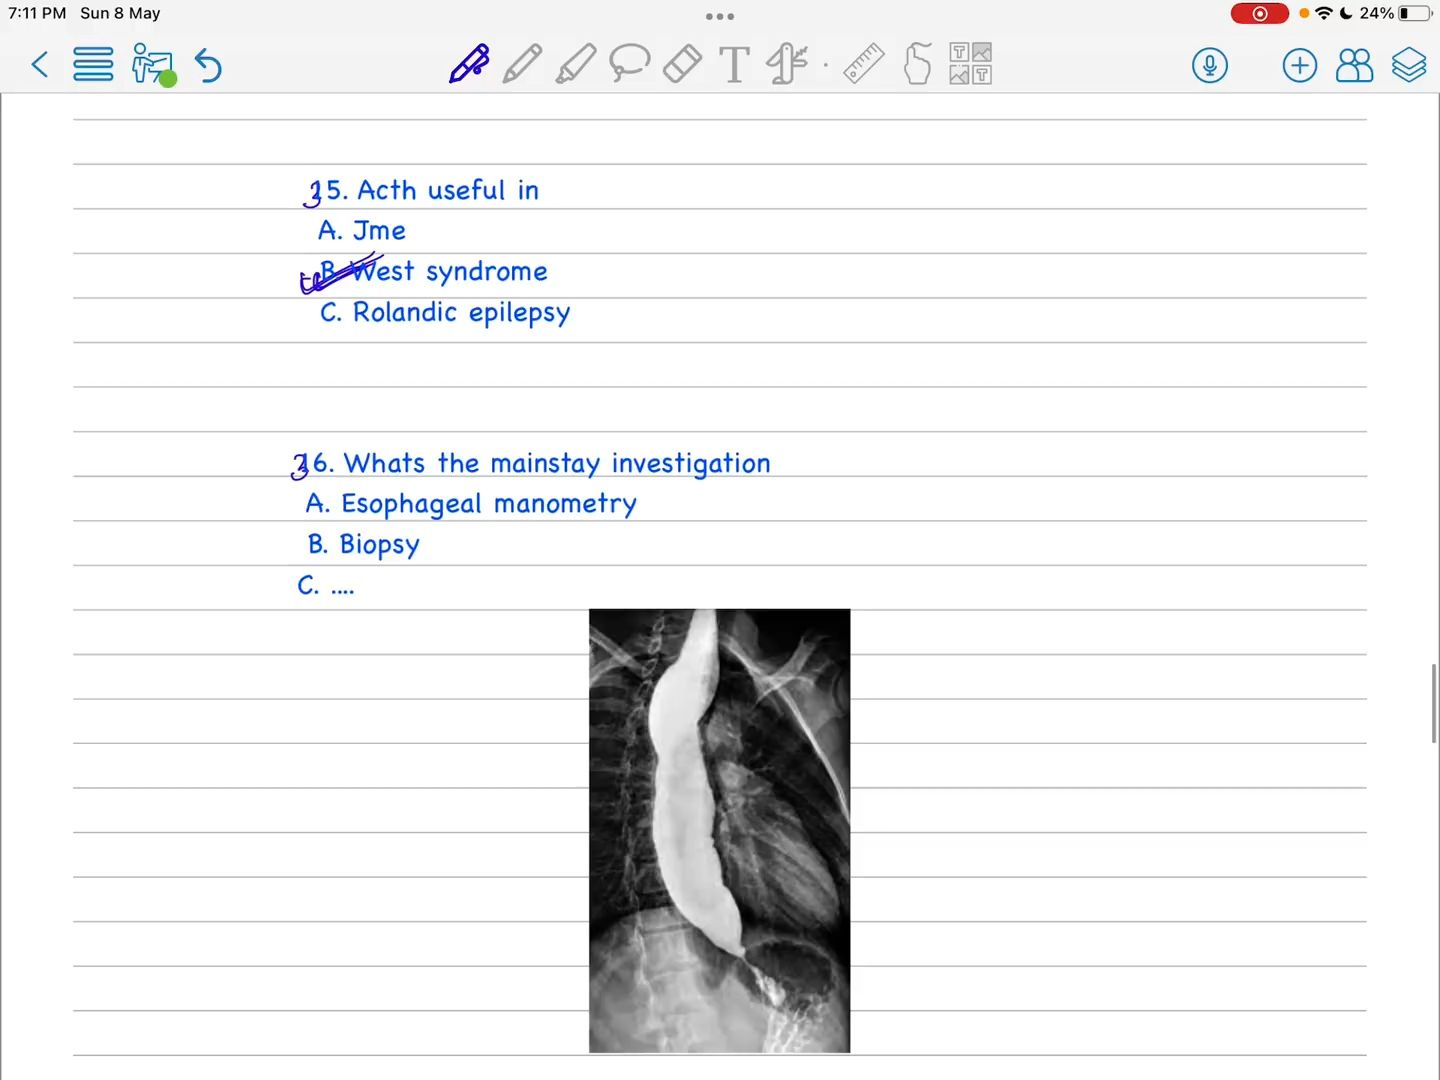 7:11 PM Sun 8 May
24%
T
T
T
35. Acth useful in
A. Jme
B. West syndrome
C. Rolandic epilepsy
36. Whats the mainstay investigation
A. Esophageal manometry
B. Biopsy
C. ....